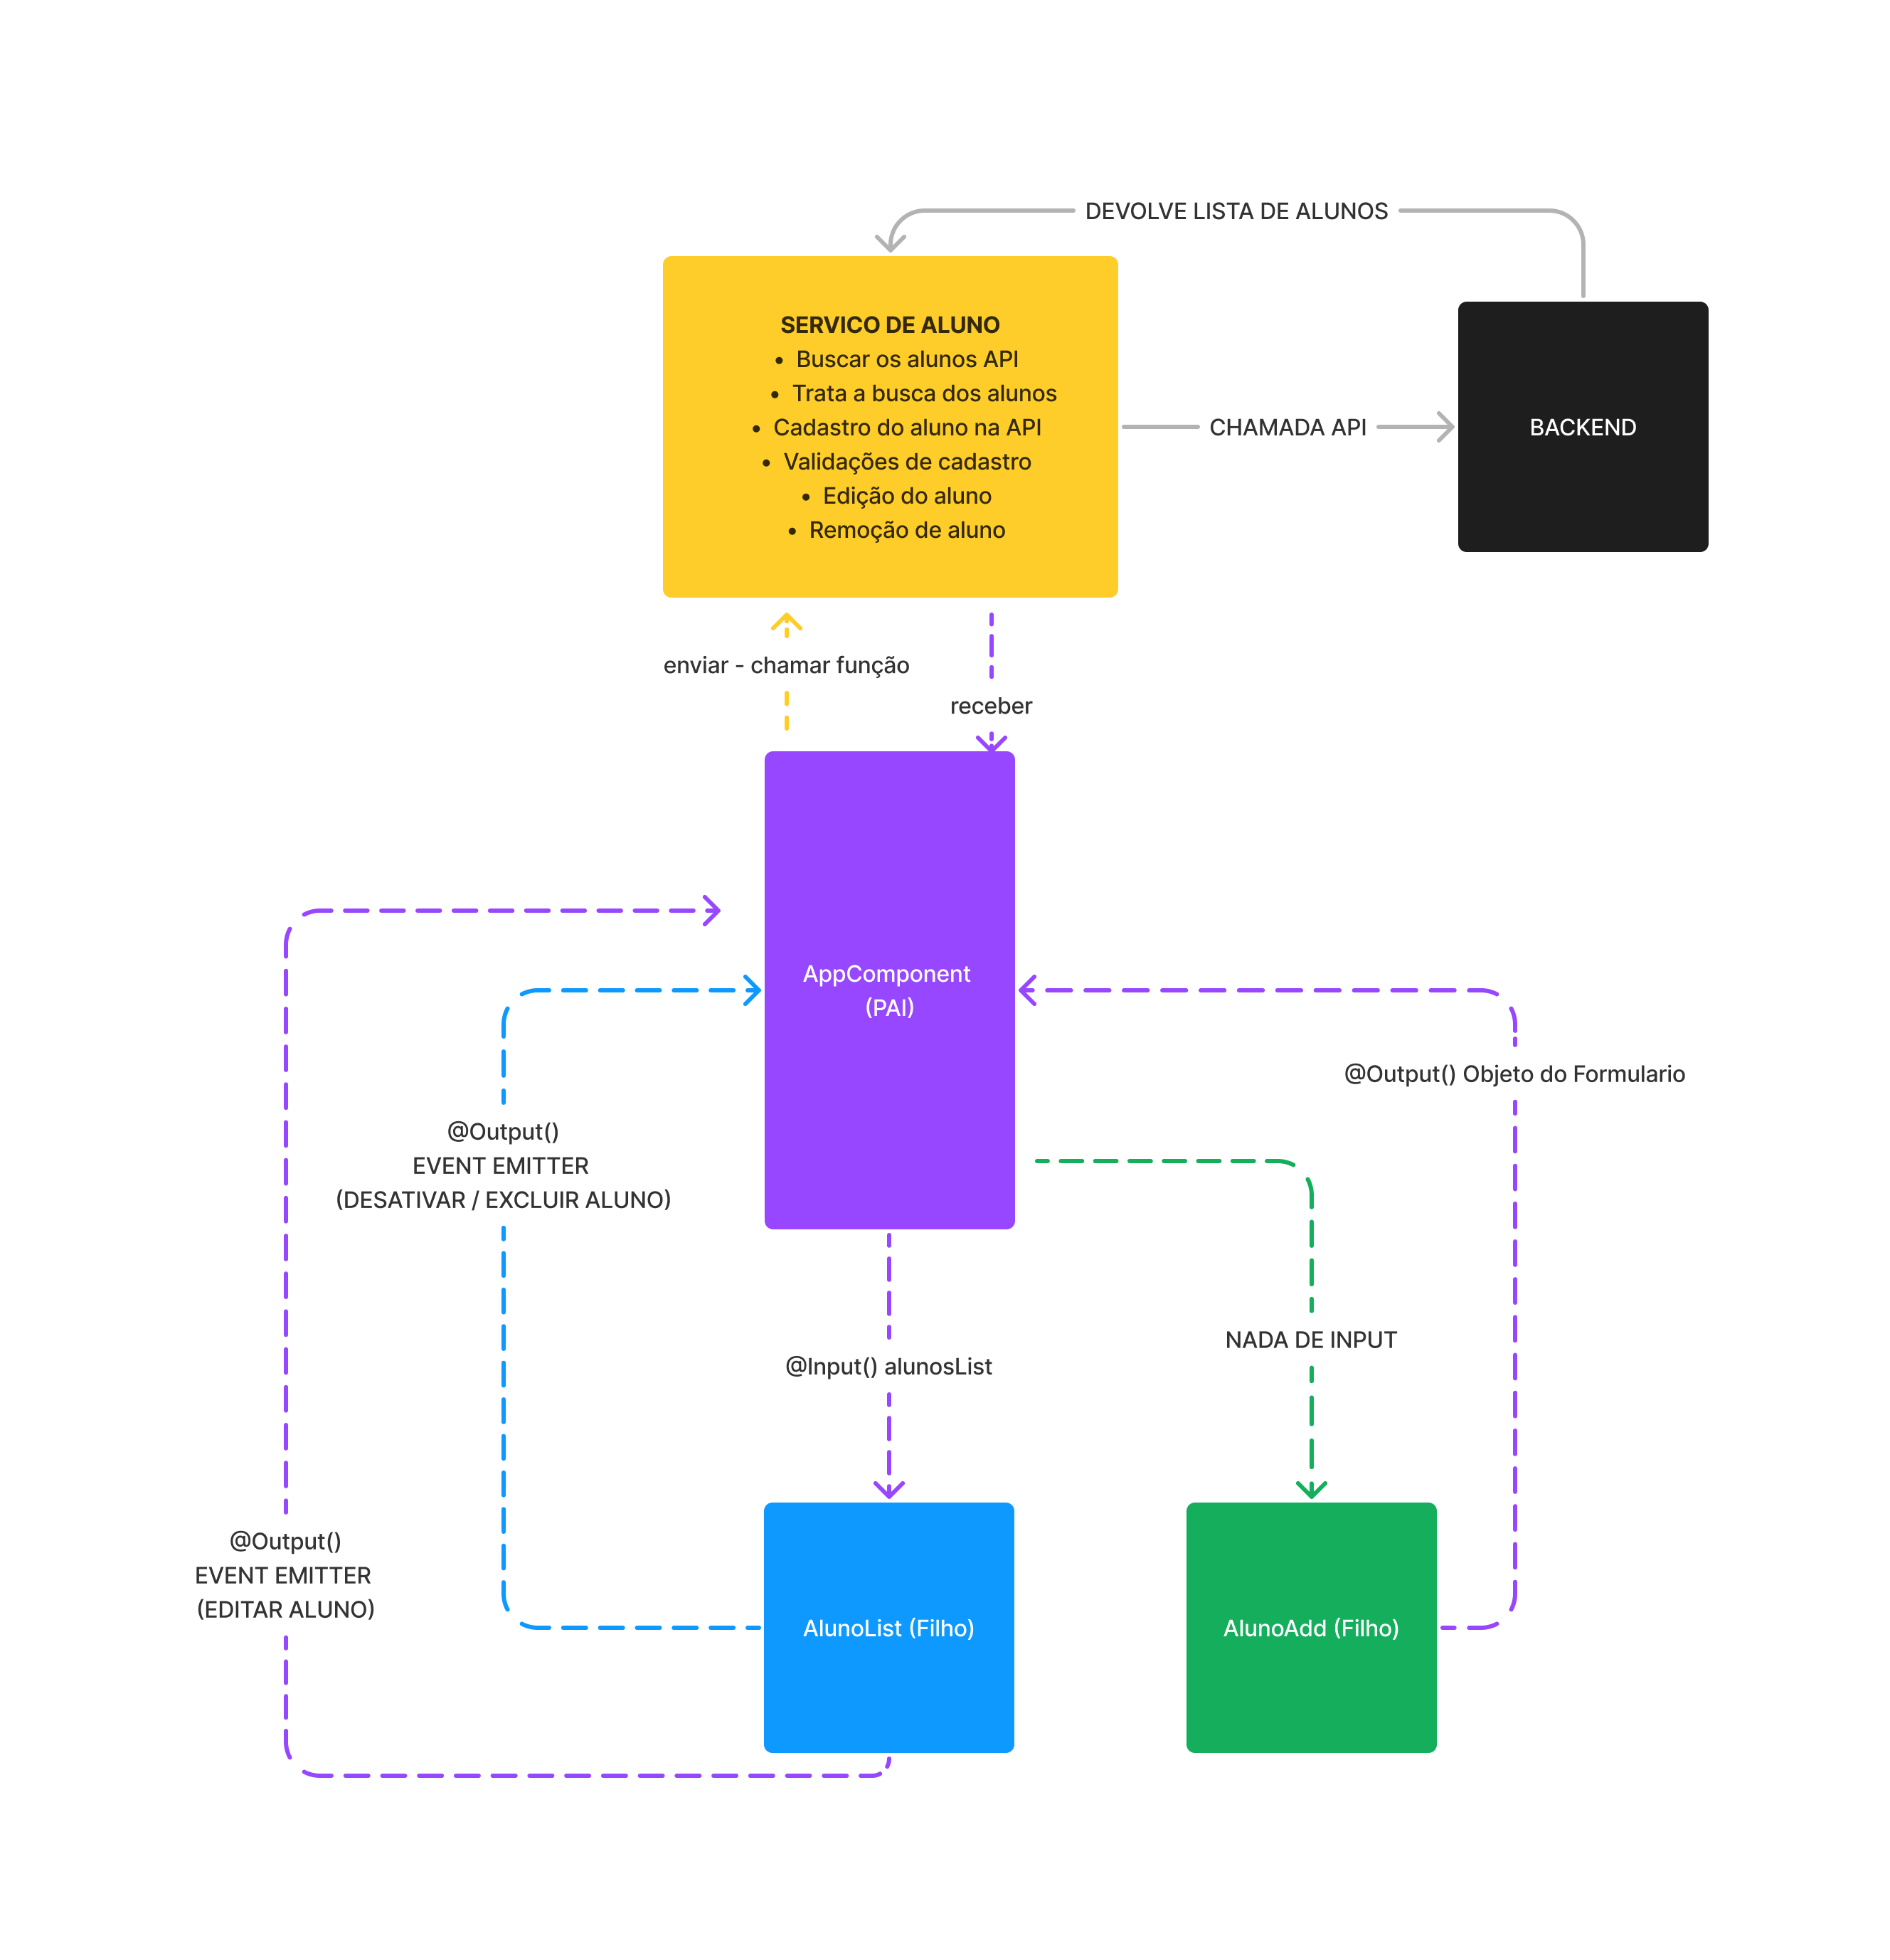 DEVOLVE LISTA DE ALUNOS
SERVICO DE ALUNO
• Buscar os alunos API
• Trata a busca dos alunos
• Cadastro do aluno na API
• Validações de cadastro
• Edição do aluno
• Remoção de aluno
CHAMADA API
BACKEND
enviar - chamar função
receber
AppComponent
(PAI)
@Output() Objeto do Formulario
@Output()
EVENT EMITTER
(DESATIVAR / EXCLUIR ALUNO)
NADA DE INPUT
@Input() alunosList
@Output()
EVENT EMITTER
(EDITAR ALUNO)
AlunoList (Filho)
AlunoAdd (Filho)